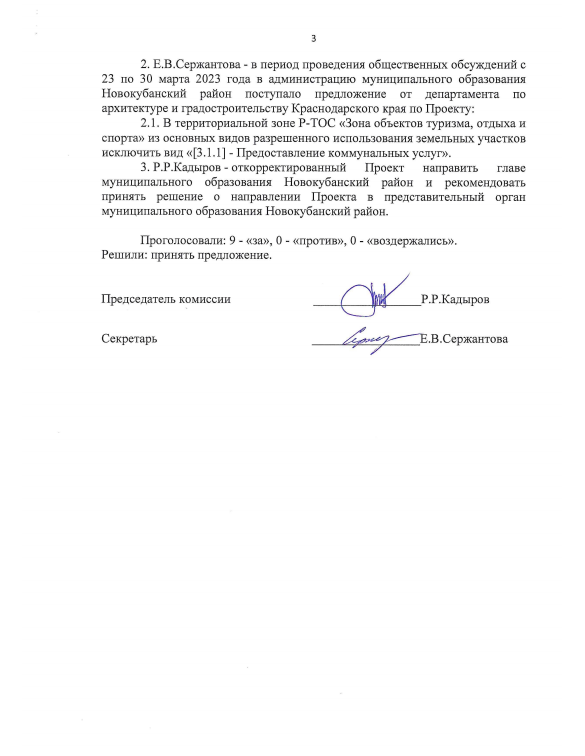 3
2. Е.В.Сержантова - в период проведения общественных обсуждений с
23 по 30 марта 2023 года в администрацию муниципального образования
Новокубанский район поступало предложение от департамента по
архитектуре и градостроительству Краснодарского края по Проекту:
2.1. В территориальной зоне Р-ТОС «Зона объектов туризма, отдыха и
спорта» из основных видов разрешенного использования земельных участков
исключить вид «[3.1.1] - Предоставление коммунальных услуг».
3. Р.Р.Кадыров - откорректированный Проект направить главе
муниципального образования Новокубанский район и рекомендовать
принять решение о направлении Проекта в представительный орган
муниципального образования Новокубанский район.
Проголосовали: 9 - «за», 0 - «против», 0 - «воздержались».
Решили: принять предложение.
Председатель комиссии Р.Р.Кадыров
Секретарь Е.В.Сержантова